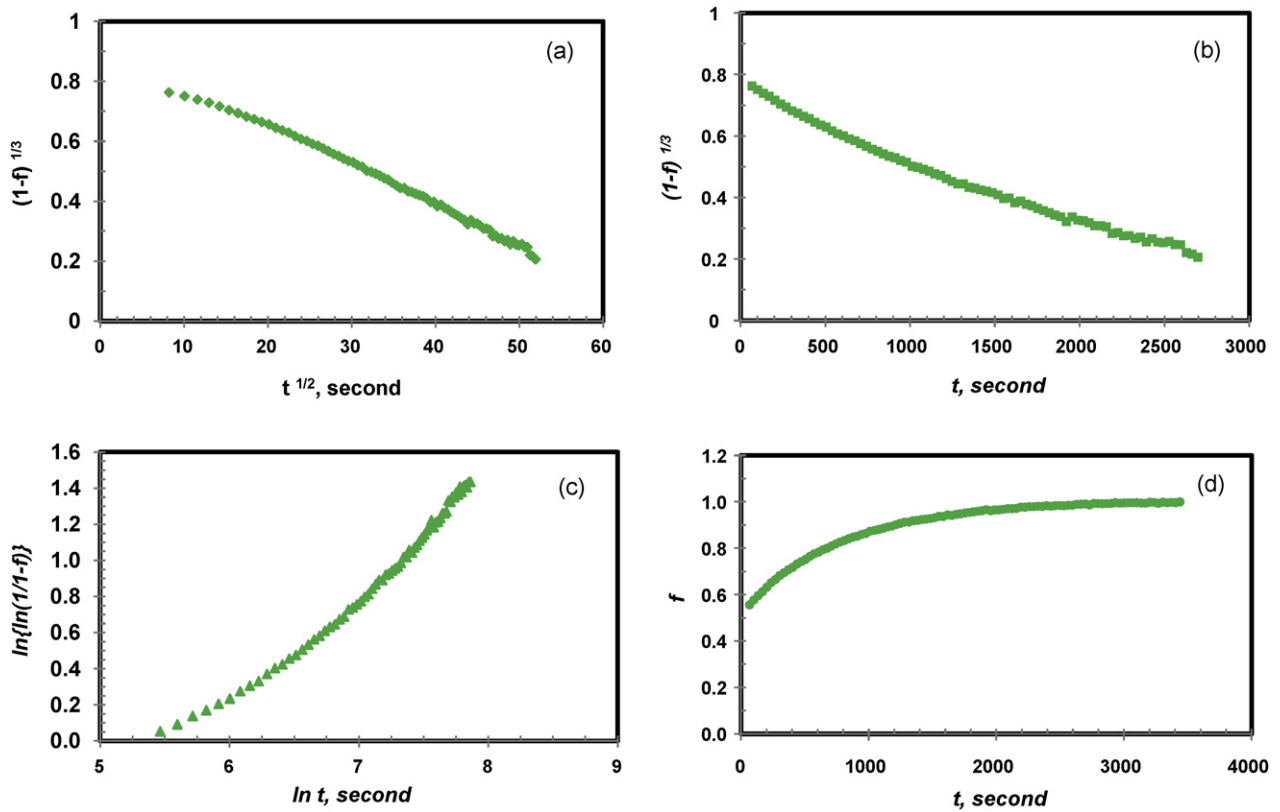 (a)
1
0.8
0.6
0.4
0.2
0
0 10 20 30 40 50 60
(1-f) 1/3
t 1/2, second
(b)
1
0.8
0.6
0.4
0.2
0
0 500 1000 1500 2000 2500 3000
(1-f) 1/3
t, second
(c)
1.6
1.4
1.2
1.0
0.8
0.6
0.4
0.2
0.0
5 6 7 8 9
ln{ln(1/1-f)}
ln t, second
(d)
1.2
1.0
0.8
0.6
0.4
0.2
0.0
0 1000 2000 3000 4000
f
t, second